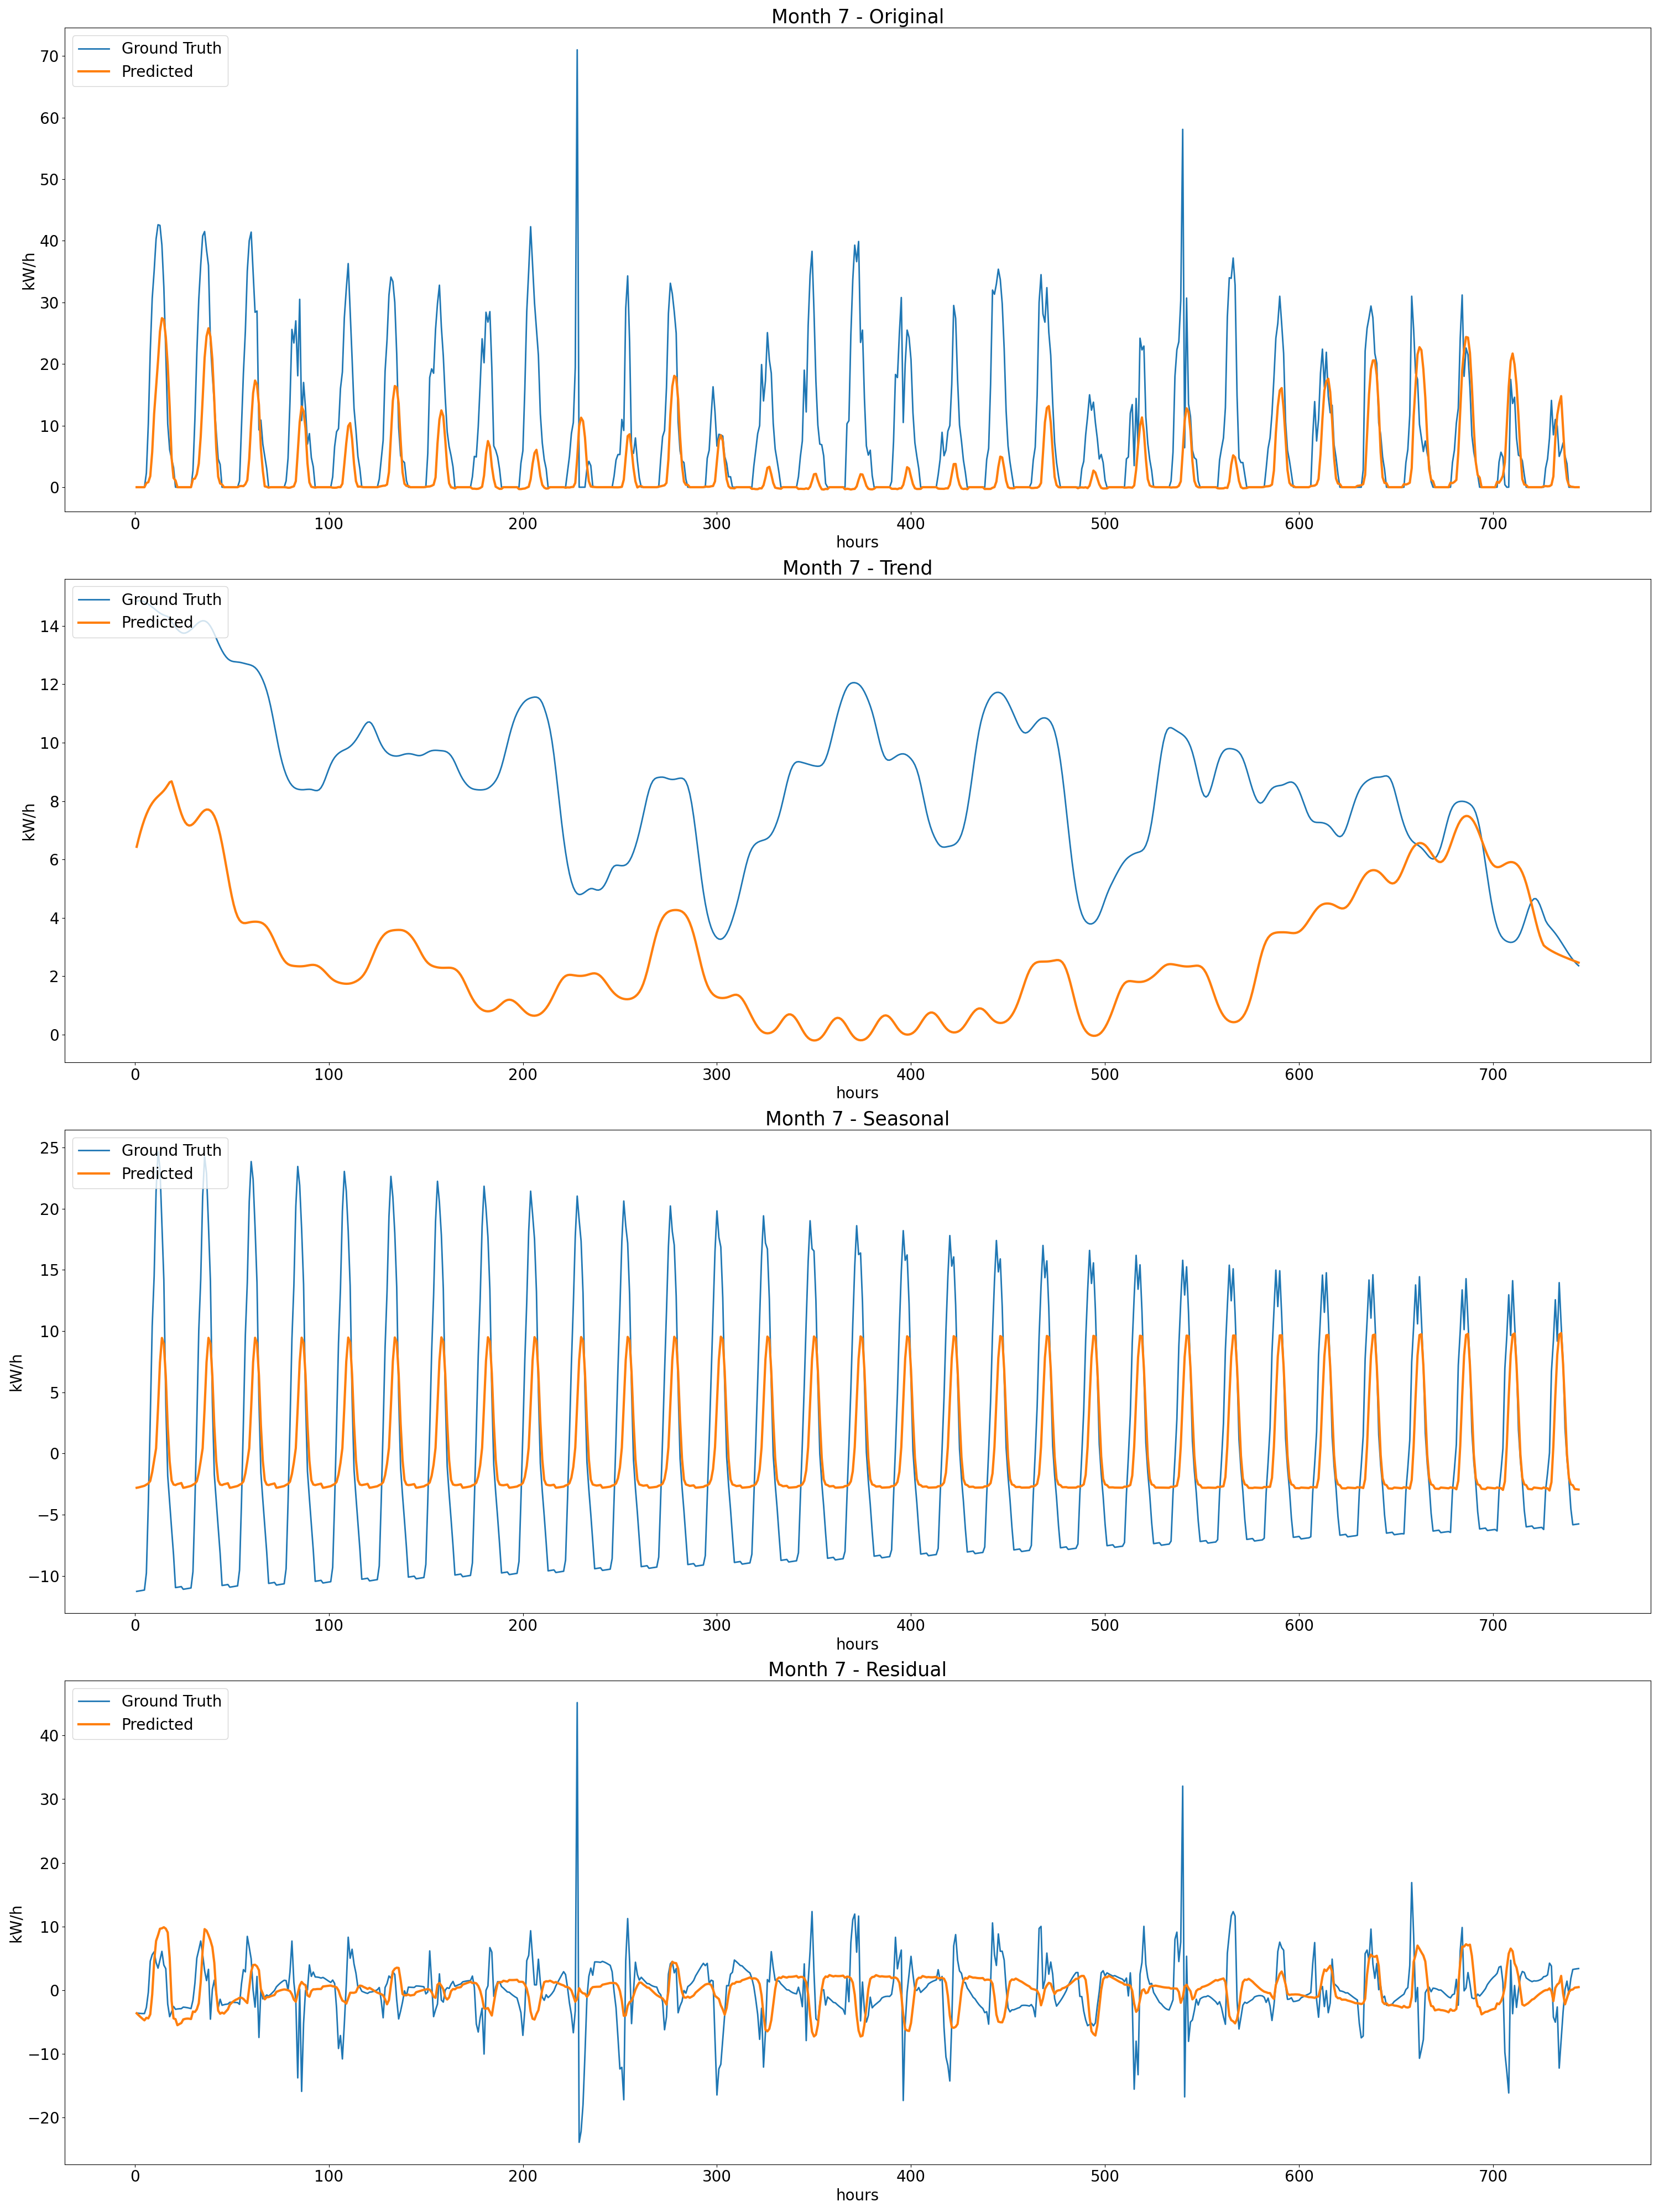 Month 7 - Original
Ground Truth
Predicted
70
60
50
40
30
20
10
0
kW/h
0 100 200 300 400 500 600 700
hours
Month 7 - Trend
Ground Truth
Predicted
14
12
10
8
6
4
2
0
kW/h
0 100 200 300 400 500 600 700
hours
Month 7 - Seasonal
Ground Truth
Predicted
25
20
15
10
5
0
−5
−10
kW/h
0 100 200 300 400 500 600 700
hours
Month 7 - Residual
Ground Truth
Predicted
40
30
20
10
0
−10
−20
kW/h
0 100 200 300 400 500 600 700
hours